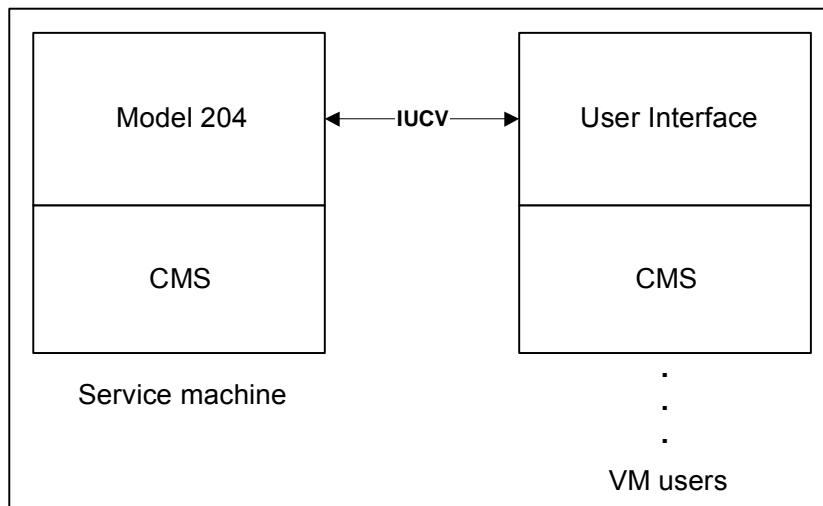 Model 204
IUCV
User Interface
CMS
CMS
Service machine
.
.
.
VM users